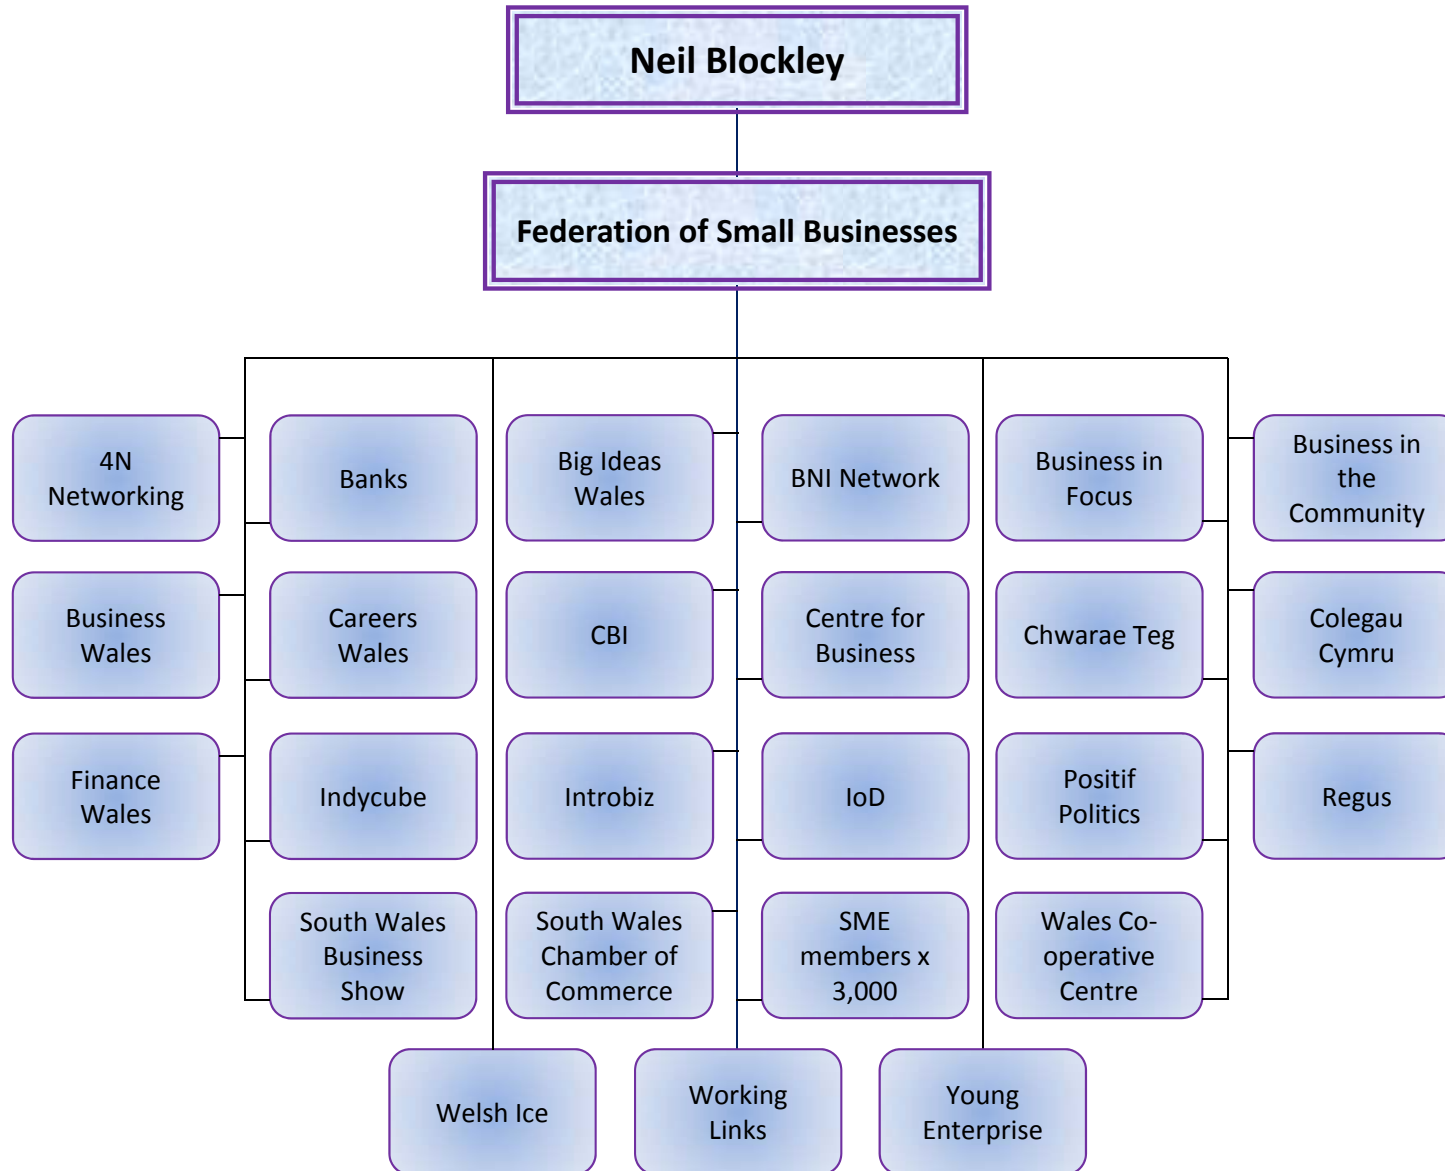 Neil Blockley
Federation of Small Businesses
4N
Networking
Banks
Big Ideas
Wales
BNI Network
Business in
Focus
Business in
the
Community
Business
Wales
Careers
Wales
CBI
Centre for
Business
Chwarae Teg
Colegau
Cymru
Finance
Wales
Indycube
Introbiz
IoD
Positif
Politics
Regus
South Wales
Business
Show
South Wales
Chamber of
Commerce
SME
members x
3,000
Wales Co-
operative
Centre
Welsh Ice
Working
Links
Young
Enterprise